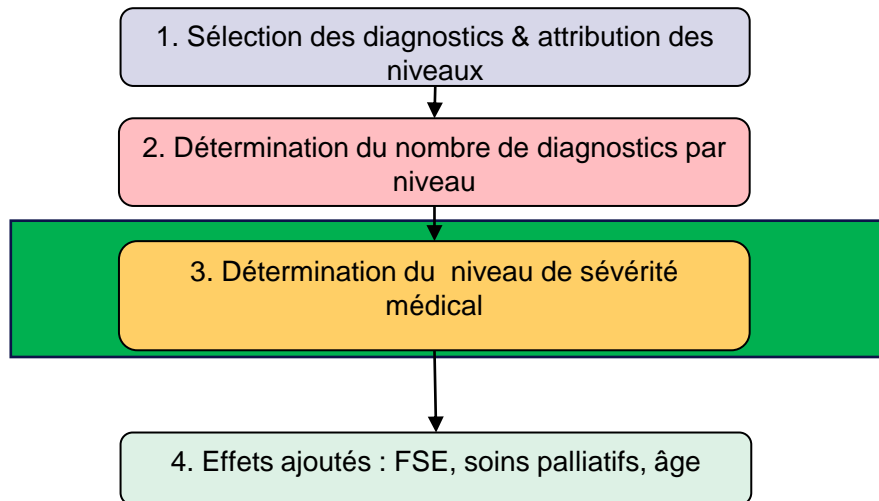 1. Sélection des diagnostics & attribution des
niveaux
2. Détermination du nombre de diagnostics par
niveau
3. Détermination du  niveau de sévérité
médical
4. Effets ajoutés : FSE, soins palliatifs, âge